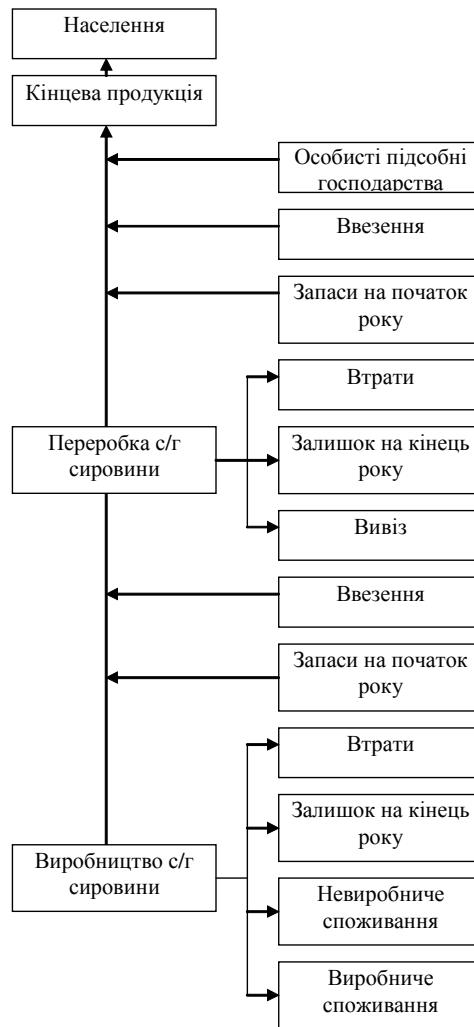 Населення
Кінцева продукція
Особисті підсобні
господарства
Ввезення
Запаси на початок
року
Втрати
Переробка с/г
сировини
Залишок на кінець
року
Вивіз
Ввезення
Запаси на початок
року
Втрати
Залишок на кінець
року
Виробництво с/г
сировини
Невиробниче
споживання
Виробниче
споживання